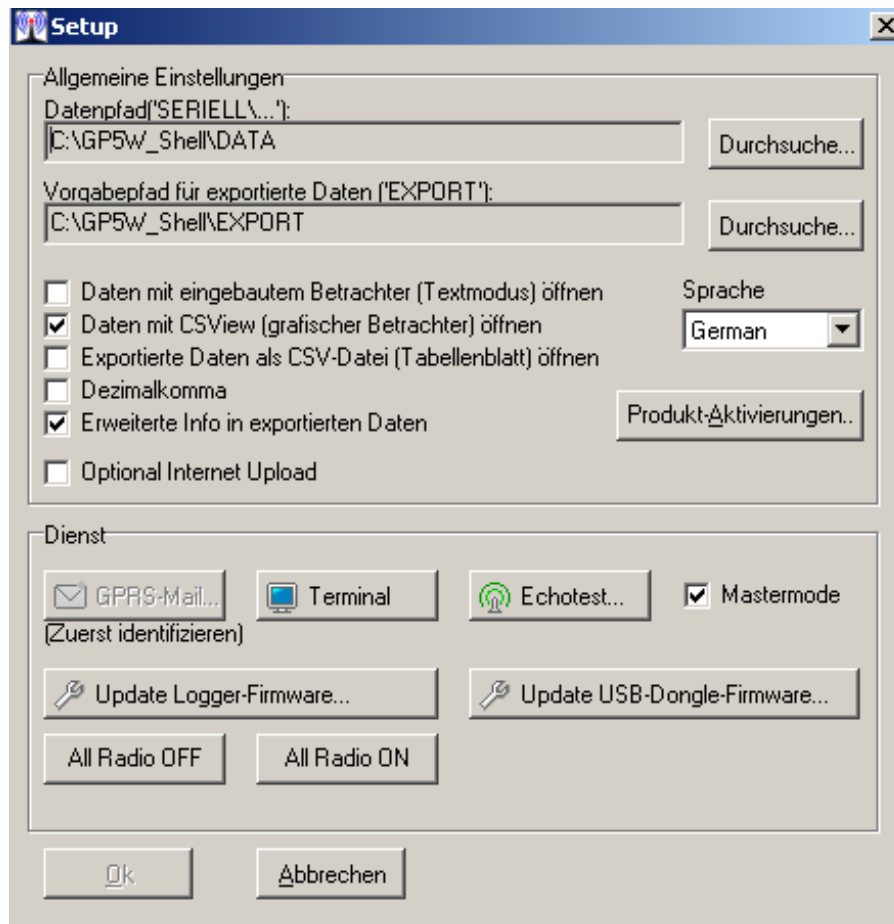 Setup
Allgemeine Einstellungen
Datenpfad('SERIELL\...'):
C:\GP5W_Shell\DATA
Durchsuche...
Vorgabepfad für exportierte Daten ('EXPORT'):
C:\GP5W_Shell\EXPORT
Durchsuche...
Daten mit eingebautem Betrachter (Textmodus) öffnen
Sprache
Daten mit CSView (grafischer Betrachter) öffnen
German
Exportierte Daten als CSV-Datei (Tabellenblatt) öffnen
Dezimalkomma
Erweiterte Info in exportierten Daten
Produkt-Aktivierungen..
Optional Internet Upload
Dienst
GPRS-Mail...
Terminal
Echotest...
Mastermode
(Zuerst identifizieren)
Update Logger-Firmware...
Update USB-Dongle-Firmware...
All Radio OFF
All Radio ON
Ok
Abbrechen